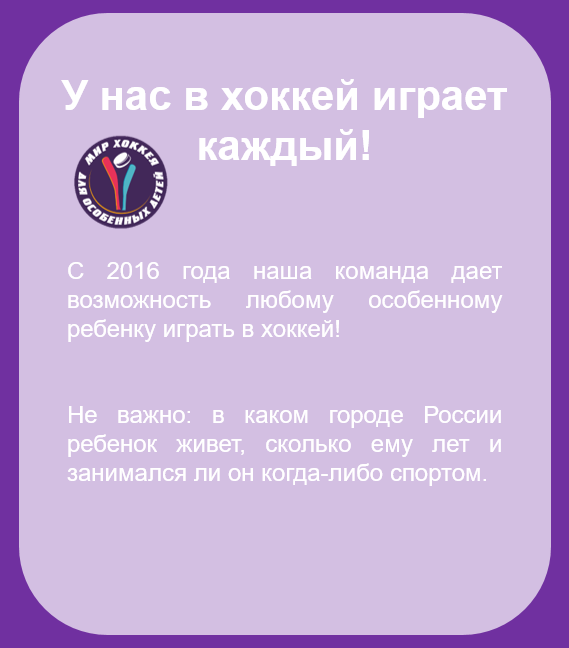 У нас в хоккей играет
каждый!
МИР ХОККЕЯ
ДЛЯ ОСОБЕННЫХ ДЕТЕЙ
С 2016 года наша команда дает
возможность любому особенному
ребенку играть в хоккей!
Не важно: в каком городе России
ребенок живет, сколько ему лет и
занимался ли он когда-либо спортом.